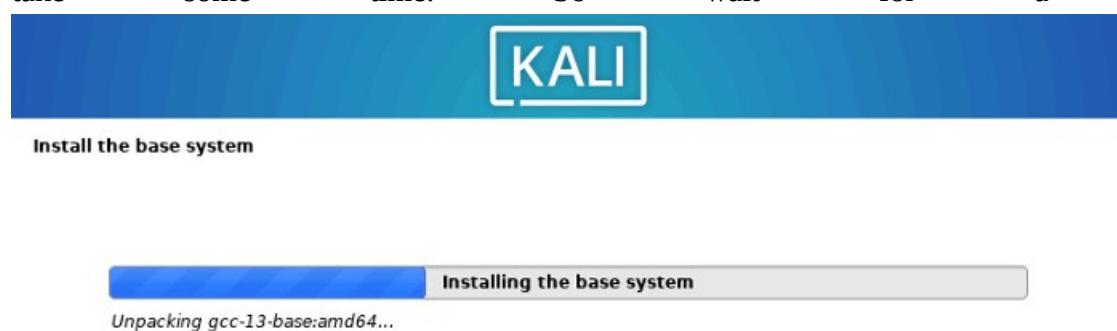 KALI
Install the base system
Installing the base system
Unpacking gcc-13-base:amd64...